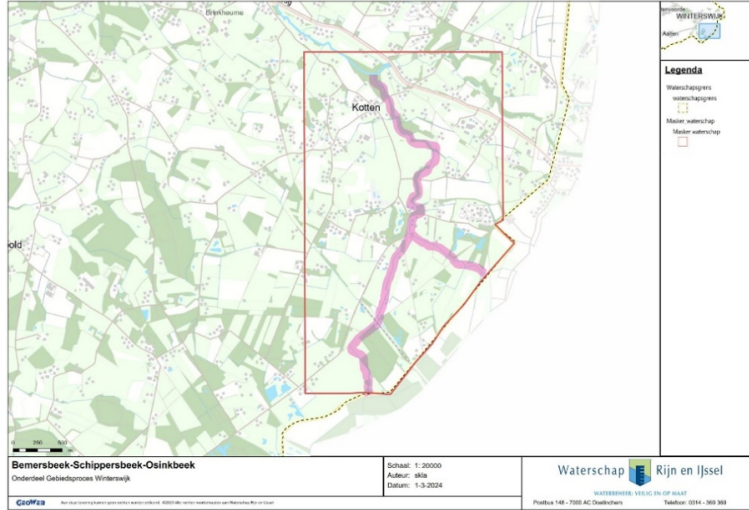 Brinkheurne
WINTERSWIJK
Aalten
Legenda
Waterschapsgrens
waterschapsgrens
Masker waterschap
Masker waterschap
Kotten
0 250 500
Bemersbeek-Schippersbeek-Osinkbeek
Onderdeel Gebiedsproces Winterswijk
Schaal: 1: 20000
Auteur: skla
Datum: 1-3-2024
Waterschap Rijn en IJssel
WATERBEHEER: VEILIG EN OP MAAT
Postbus 148 - 7000 AC Doetinchem Telefoon: 0314 - 369 369
GEOWEB